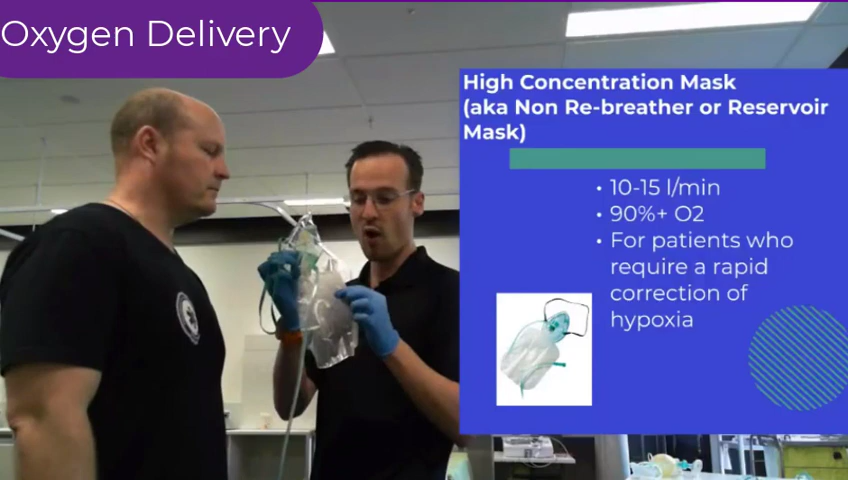 Oxygen Delivery
High Concentration Mask
(aka Non Re-breather or Reservoir
Mask)
• 10-15 l/min
• 90%+ O2
• For patients who
require a rapid
correction of
hypoxia